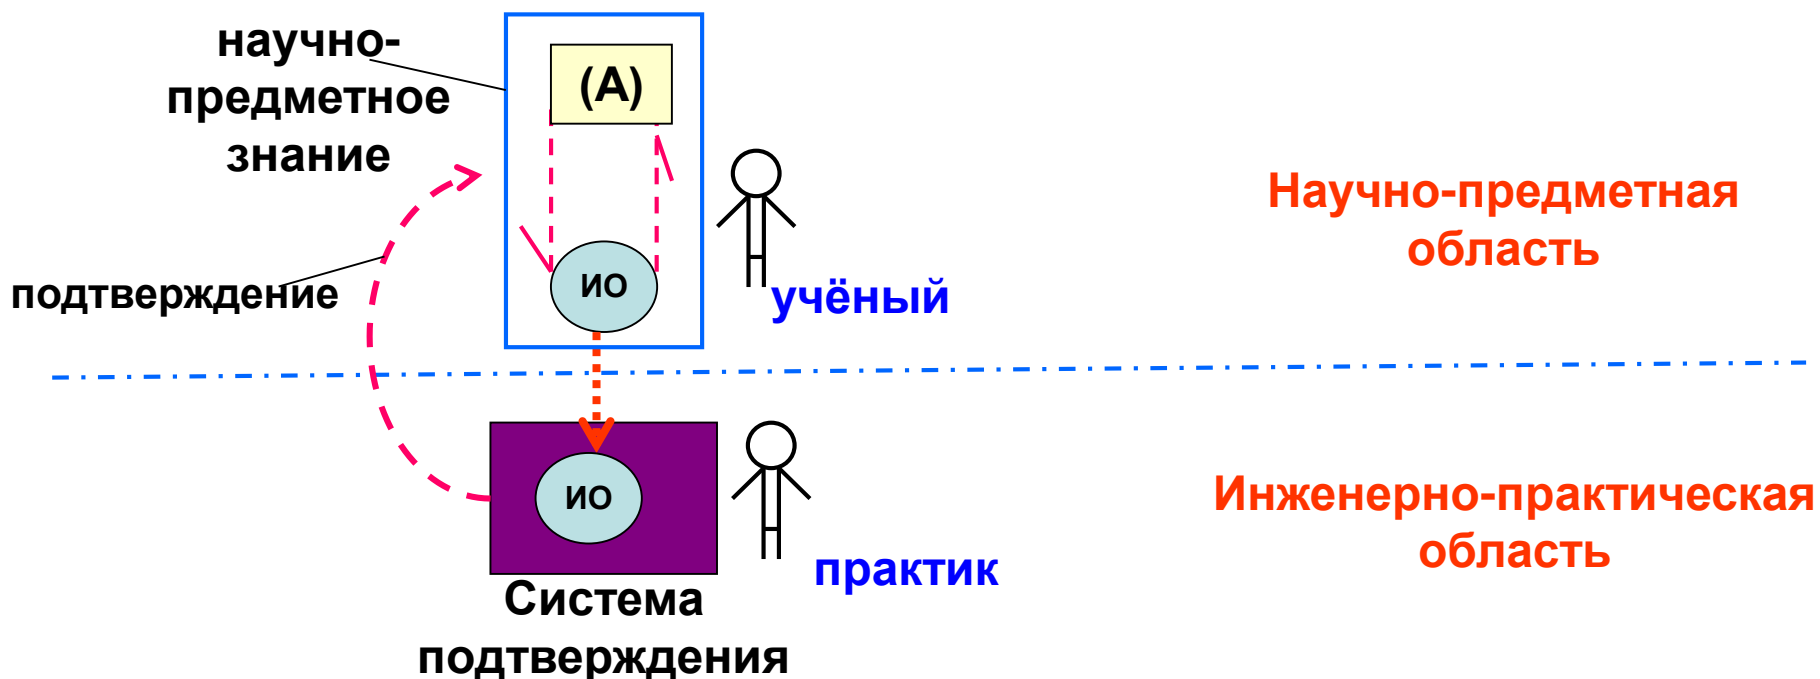 научно-
предметное
знание
(А)
подтверждение
ИО
учёный
Научно-предметная
область
ИО
практик
Система
подтверждения
Инженерно-практическая
область